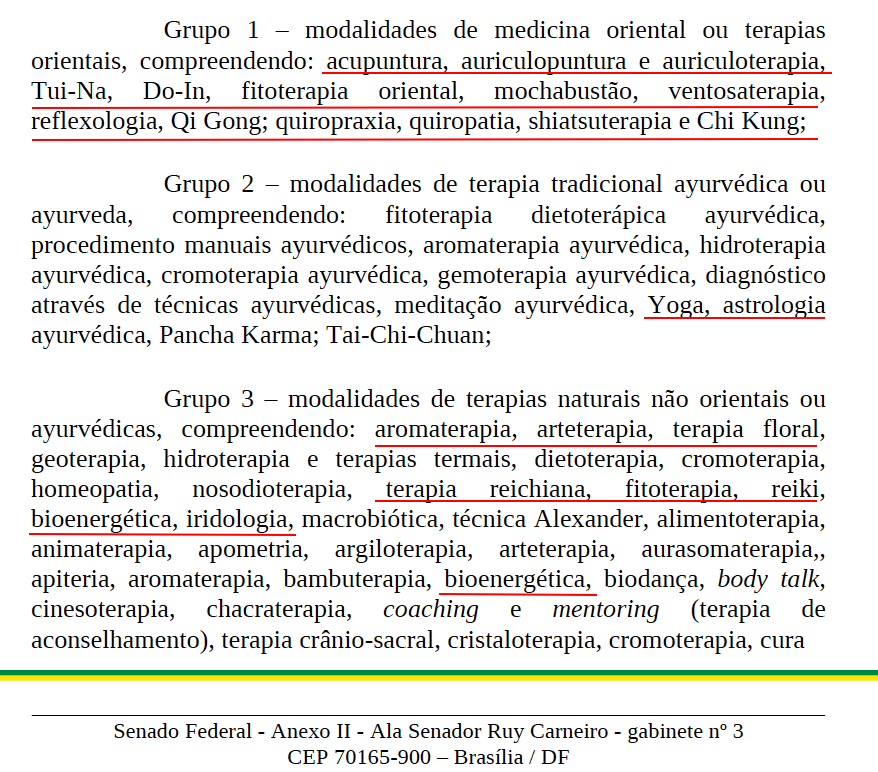 Grupo 1 – modalidades de medicina oriental ou terapias
orientais, compreendendo: acupuntura, auriculopuntura e auriculoterapia,
Tui-Na, Do-In, fitoterapia oriental, mochabustão, ventosaterapia,
reflexologia, Qi Gong; quiropraxia, quiropatia, shiatsuterapia e Chi Kung;
Grupo 2 – modalidades de terapia tradicional ayurvédica ou
ayurveda, compreendendo: fitoterapia dietoterápica ayurvédica,
procedimento manuais ayurvédicos, aromaterapia ayurvédica, hidroterapia
ayurvédica, cromoterapia ayurvédica, gemoterapia ayurvédica, diagnóstico
através de técnicas ayurvédicas, meditação ayurvédica, Yoga, astrologia
ayurvédica, Pancha Karma; Tai-Chi-Chuan;
Grupo 3 – modalidades de terapias naturais não orientais ou
ayurvédicas, compreendendo: aromaterapia, arteterapia, terapia floral,
geoterapia, hidroterapia e terapias termais, dietoterapia, cromoterapia,
homeopatia, nosodioterapia, terapia reichiana, fitoterapia, reiki,
bioenergética, iridologia, macrobiótica, técnica Alexander, alimentoterapia,
animaterapia, apometria, argiloterapia, arteterapia, aurasomaterapia,,
apiteria, aromaterapia, bambuterapia, bioenergética, biodança, body talk,
cinesoterapia, chacraterapia, coaching e mentoring (terapia de
aconselhamento), terapia crânio-sacral, cristaloterapia, cromoterapia, cura
Senado Federal - Anexo II - Ala Senador Ruy Carneiro - gabinete nº 3
CEP 70165-900 – Brasília / DF